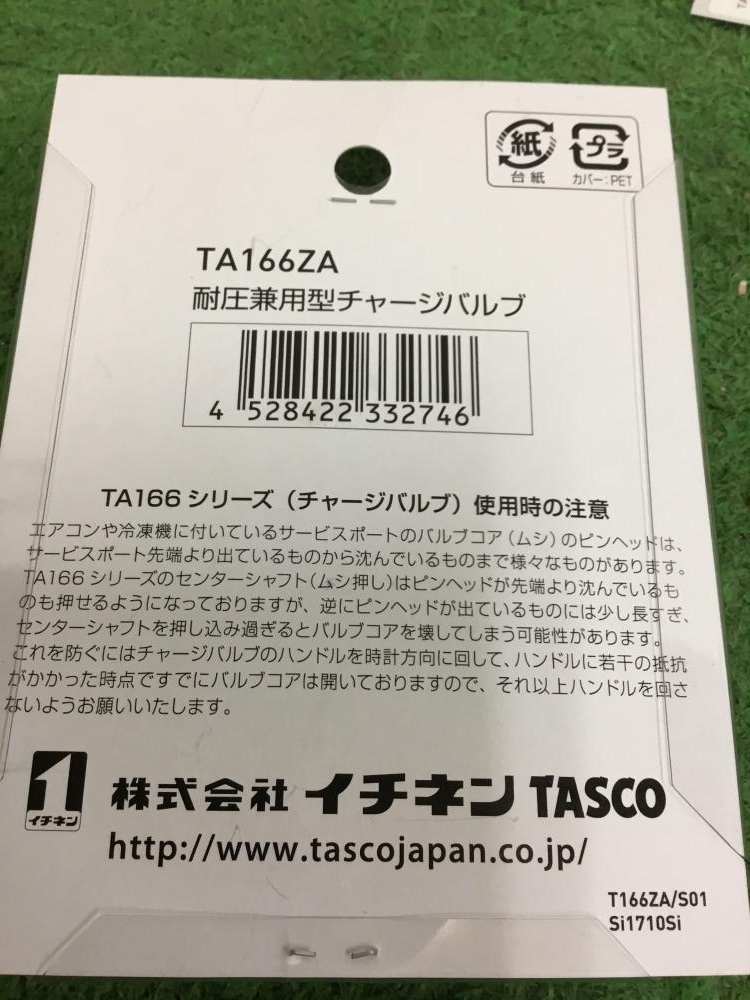 紙
プラ
台紙
カバー:PET
TA166ZA
耐圧兼用型チャージバルブ
4 528422 332746
TA166 シリーズ（チャージバルブ）使用時の注意
エアコンや冷凍機に付いているサービスポートのバルブコア（ムシ）のピンヘッドは、
サービスポート先端より出ているものから沈んでいるものまで様々なものがあります。
TA166 シリーズのセンターシャフト（ムシ押し）はピンヘッドが先端より沈んでいるも
のも押せるようになっておりますが、逆にピンヘッドが出ているものには少し長すぎ、
センターシャフトを押し込み過ぎるとバルブコアを壊してしまう可能性があります。
これを防ぐにはチャージバルブのハンドルを時計方向に回して、ハンドルに若干の抵抗
がかかった時点ですでにバルブコアは開いておりますので、それ以上ハンドルを回さ
ないようお願いいたします。
イチネン
株式会社 イチネン TASCO
http://www.tascojapan.co.jp/
T166ZA/S01
Si1710Si